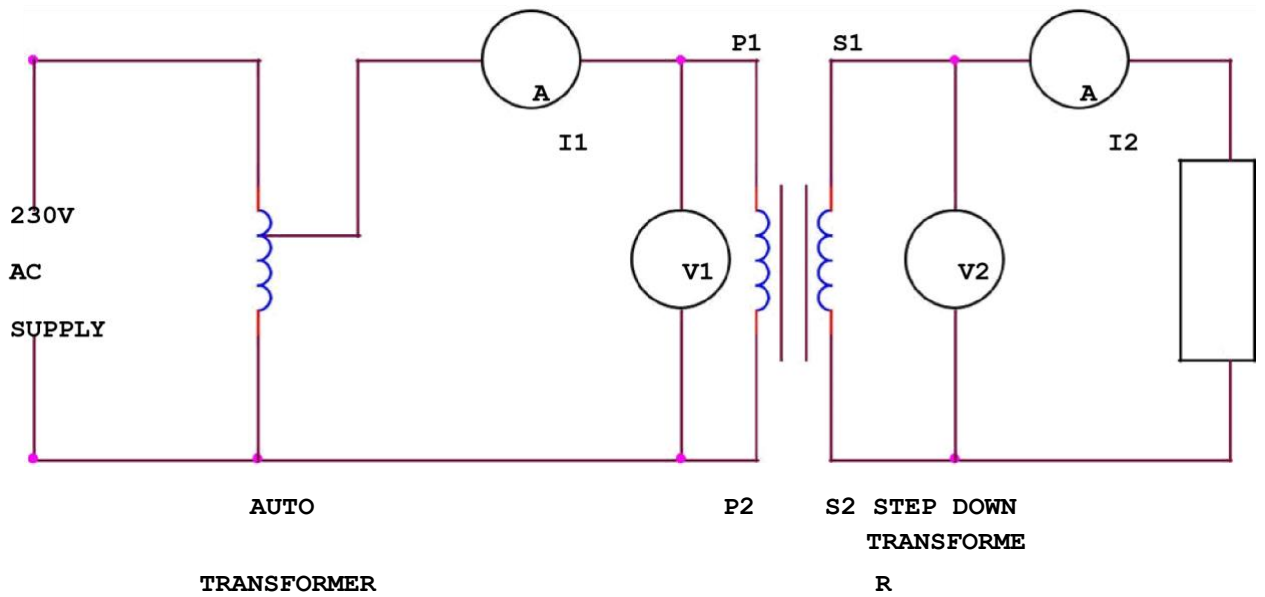 P1 S1
A A
I1 I2
230V
AC
SUPPLY
V1 V2
AUTO P2 S2 STEP DOWN
TRANSFORME
TRANSFORMER R